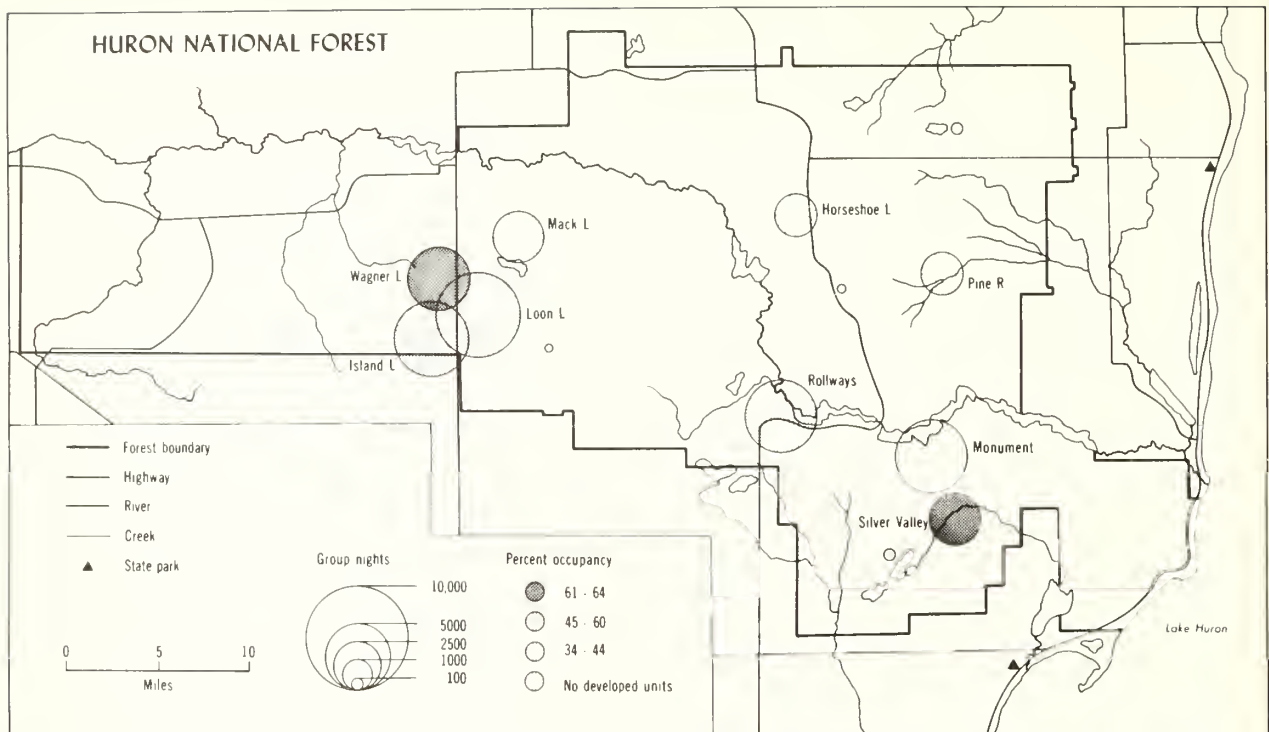 HURON NATIONAL FOREST
Horseshoe L
Mack L
Wagner L
Pine R
Loon L
Island L
Rollways
Monument
Silver Valley
Lake Huron
Forest boundary
Highway
River
Creek
State park
0 5 10
Miles
Group nights
10,000
5000
2500
1000
100
Percent occupancy
61 - 64
45 - 60
34 - 44
No developed units